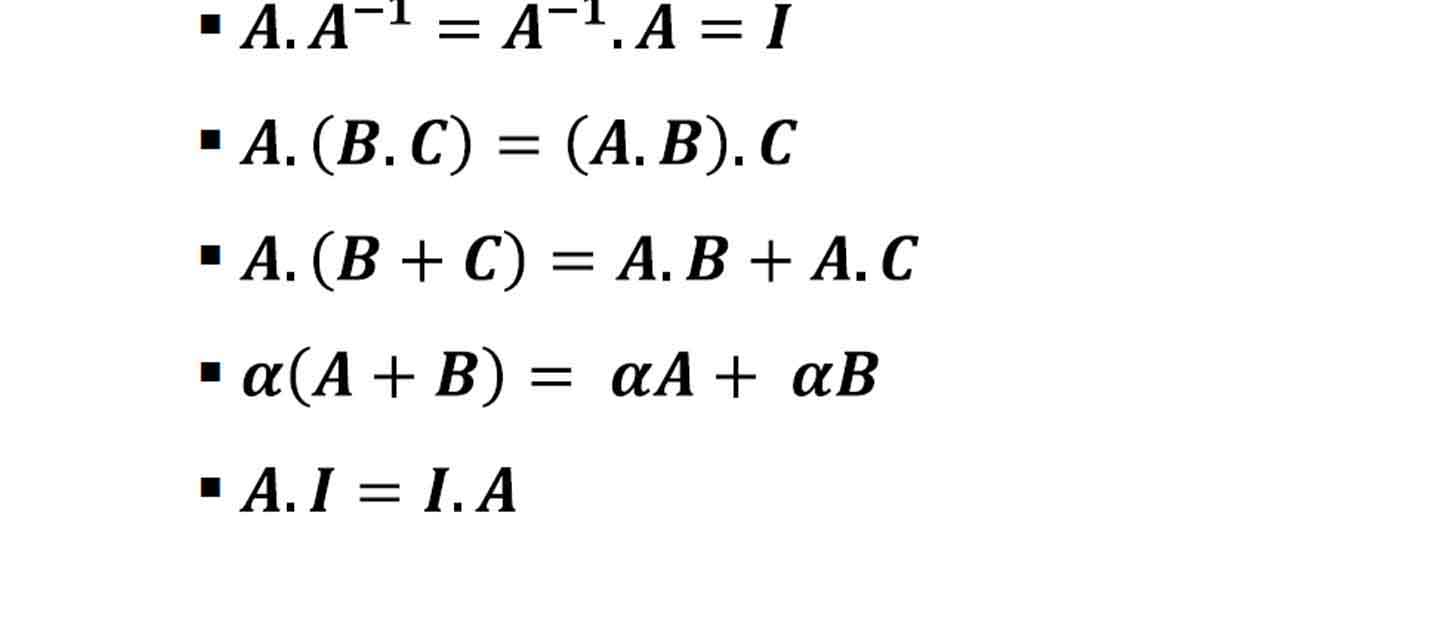 ▪ A. A⁻¹ = A⁻¹. A = I
▪ A. (B. C) = (A. B). C
▪ A. (B + C) = A. B + A. C
▪ α(A + B) = αA + αB
▪ A. I = I. A